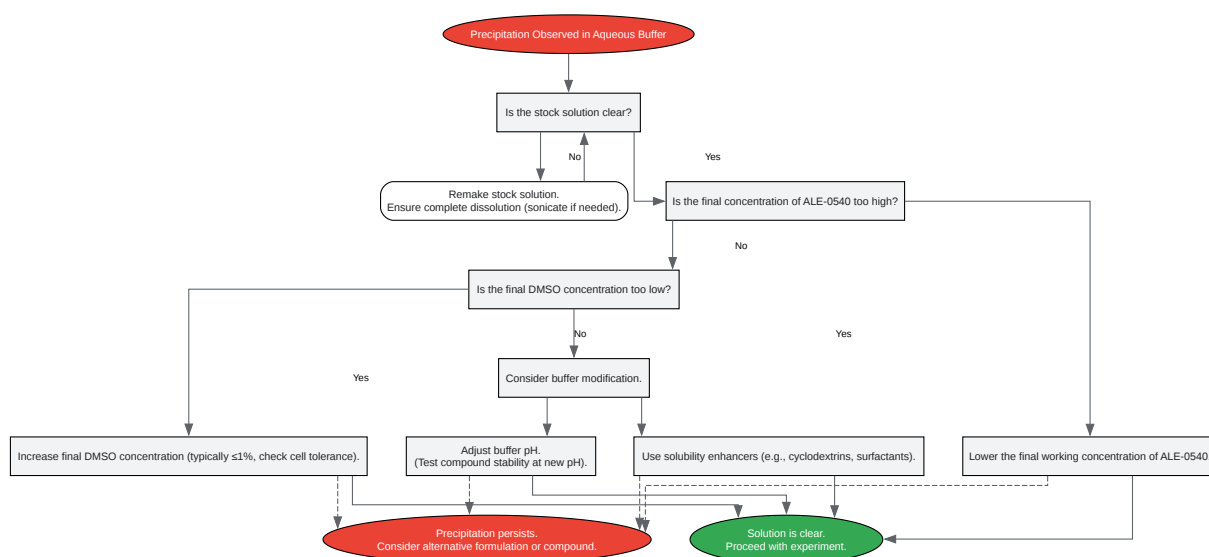 Precipitation Observed in Aqueous Buffer
Is the stock solution clear?
No
Yes
Remake stock solution.
Ensure complete dissolution (sonicate if needed).
Is the final concentration of ALE-0540 too high?
No
Is the final DMSO concentration too low?
No
Yes
Yes
Consider buffer modification.
Increase final DMSO concentration (typically ≤1%, check cell tolerance).
Adjust buffer pH.
(Test compound stability at new pH).
Use solubility enhancers (e.g., cyclodextrins, surfactants).
Lower the final working concentration of ALE-0540.
Precipitation persists.
Consider alternative formulation or compound.
Solution is clear.
Proceed with experiment.